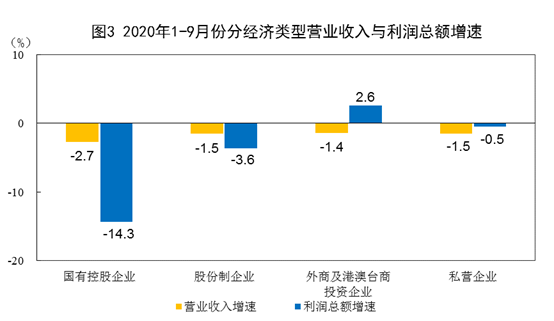 图3 2020年1-9月份分经济类型营业收入与利润总额增速
(%)
10
0
-10
-20
-2.7
-14.3
-1.5
-3.6
-1.4
2.6
-1.5
-0.5
国有控股企业
股份制企业
外商及港澳台商
投资企业
私营企业
营业收入增速
利润总额增速